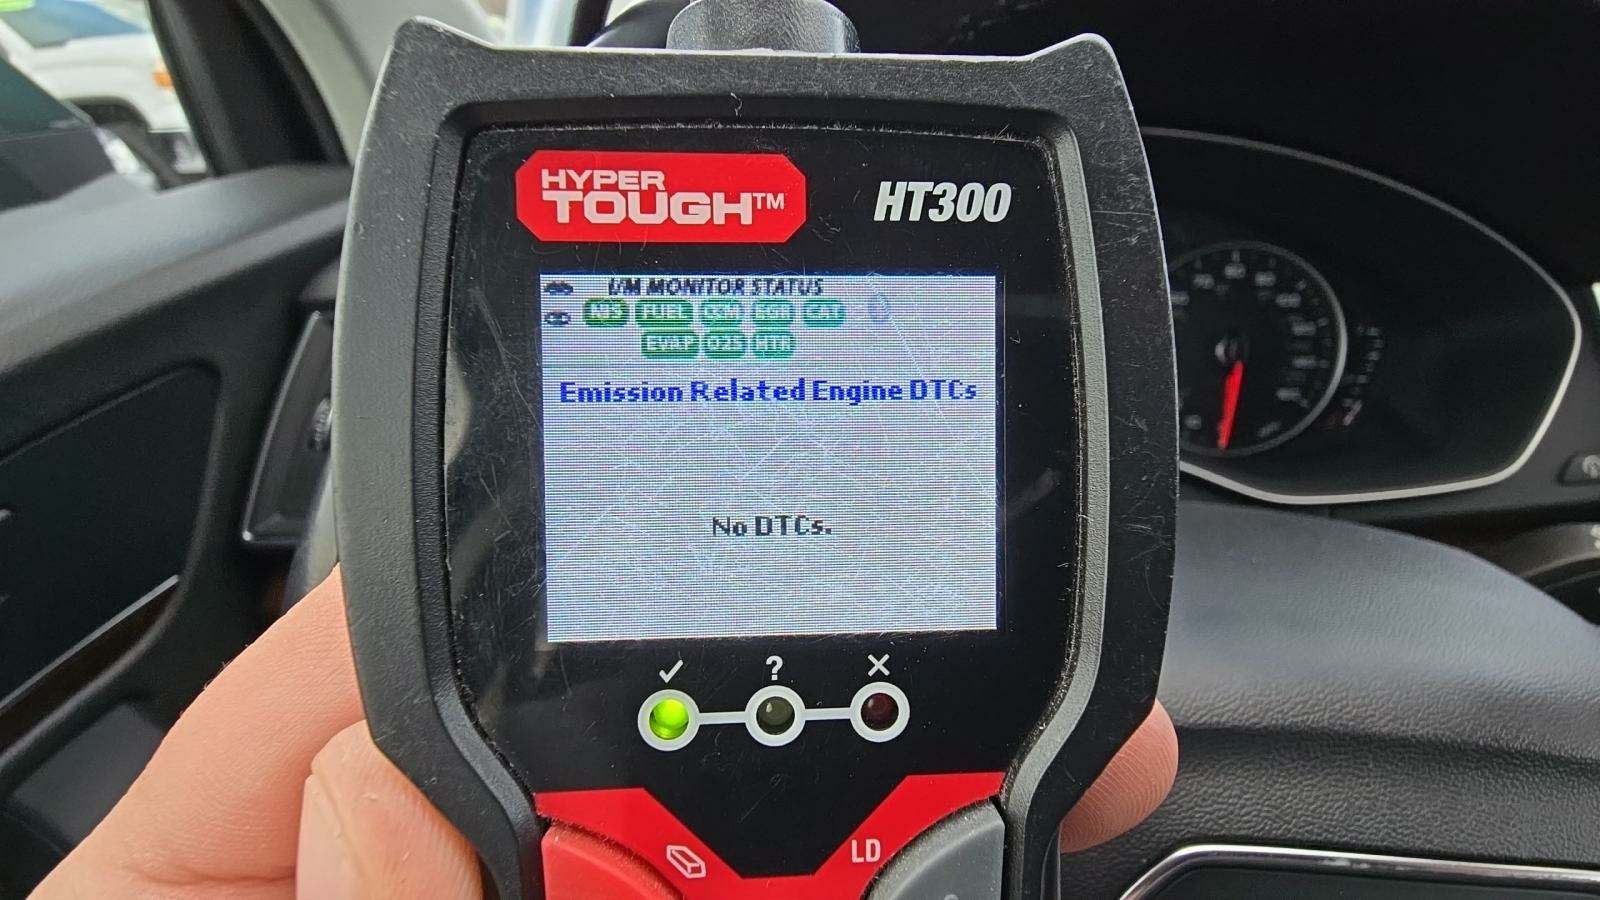 HYPER
TOUGH™
HT300
I/M MONITOR STATUS
MIS FUEL CCM EGR CAT
EVAP O2S HTR
Emission Related Engine DTCs
No DTCs.
✓ ? ✕
LD